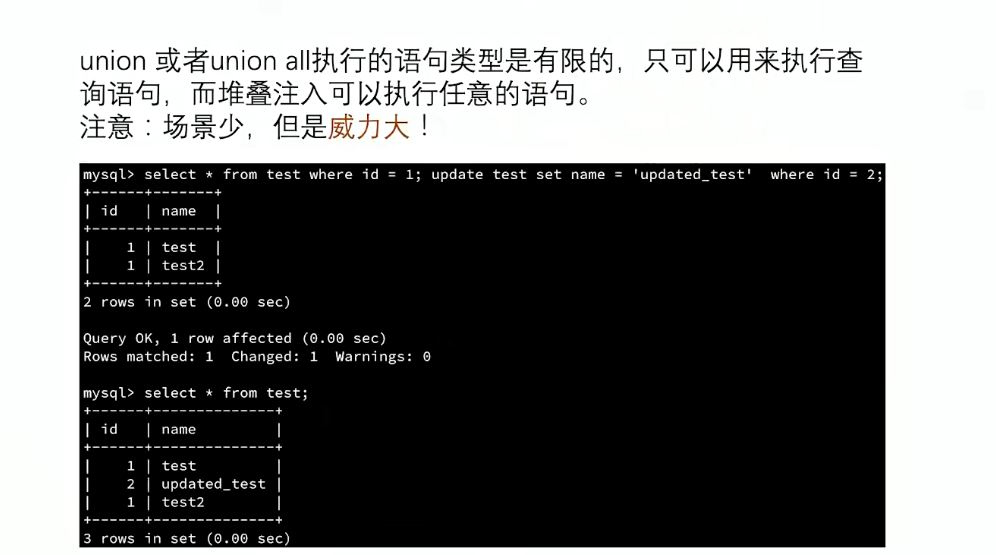 union 或者union all执行的语句类型是有限的，只可以用来执行查
询语句，而堆叠注入可以执行任意的语句。
注意：场景少，但是威力大！
mysql> select * from test where id = 1; update test set name = 'updated_test'  where id = 2;
+------+-------+
| id   | name  |
+------+-------+
|    1 | test  |
|    1 | test2 |
+------+-------+
2 rows in set (0.00 sec)
Query OK, 1 row affected (0.00 sec)
Rows matched: 1  Changed: 1  Warnings: 0
mysql> select * from test;
+------+--------------+
| id   | name         |
+------+--------------+
|    1 | test         |
|    2 | updated_test |
|    1 | test2        |
+------+--------------+
3 rows in set (0.00 sec)